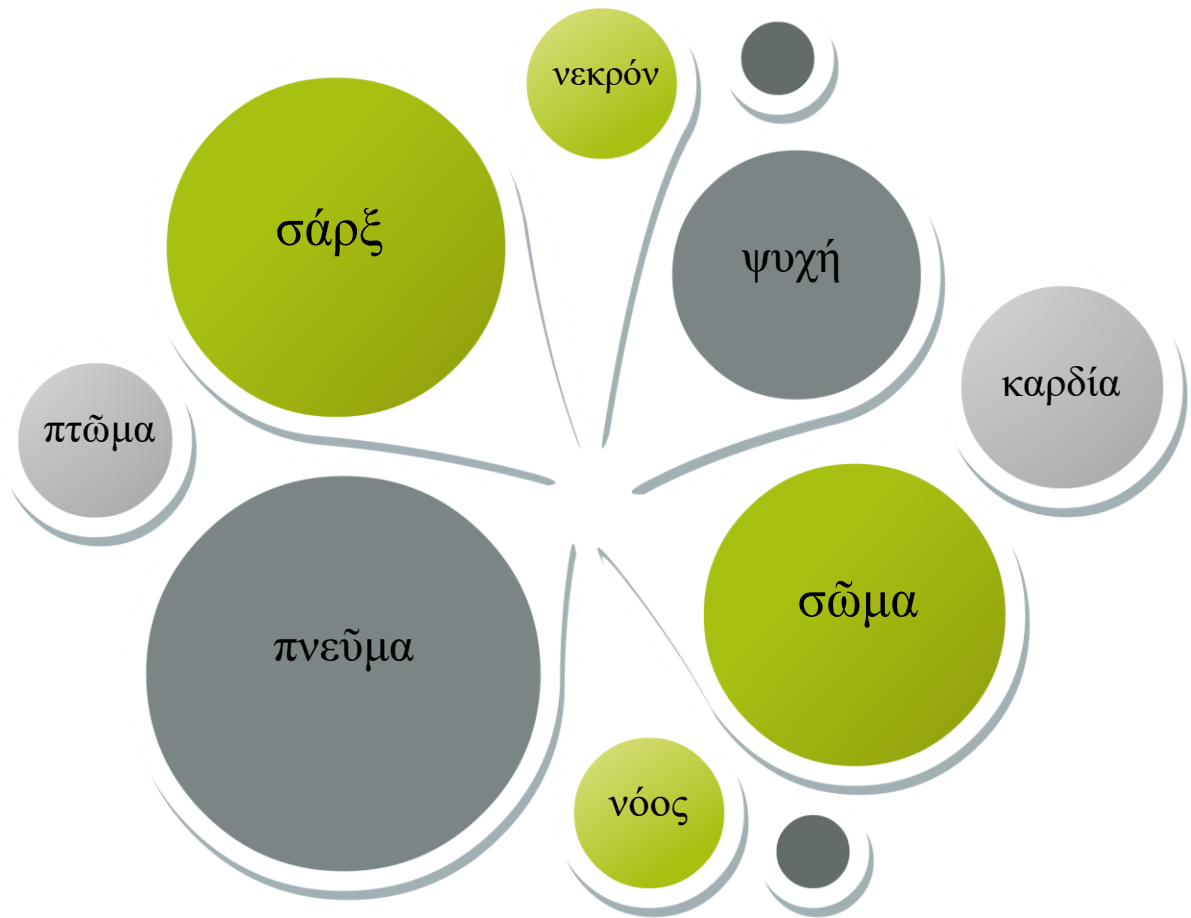 νεκρόν
σάρξ
ψυχή
καρδία
πτῶμα
σῶμα
πνεῦμα
νόος